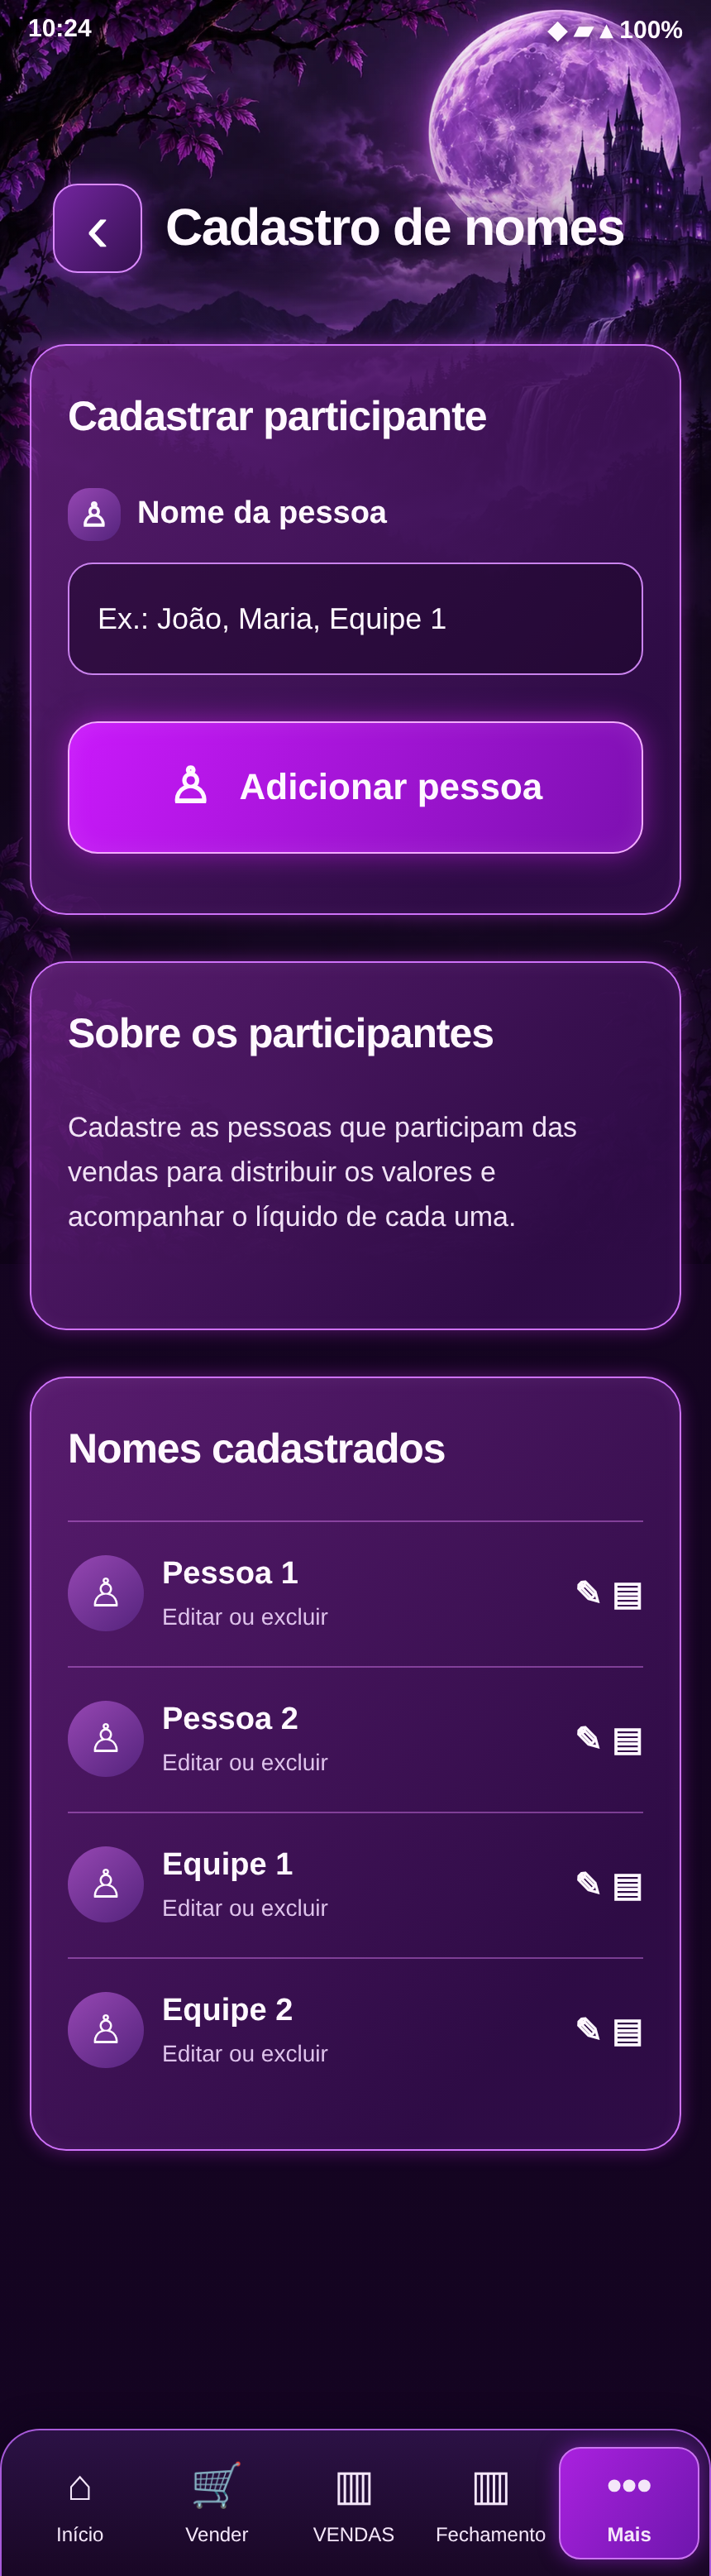 10:24
100%
Cadastro de nomes
Cadastrar participante
Nome da pessoa
Ex.: João, Maria, Equipe 1
Adicionar pessoa
Sobre os participantes
Cadastre as pessoas que participam das
vendas para distribuir os valores e
acompanhar o líquido de cada uma.
Nomes cadastrados
Pessoa 1
Editar ou excluir
Pessoa 2
Editar ou excluir
Equipe 1
Editar ou excluir
Equipe 2
Editar ou excluir
Início
Vender
VENDAS
Fechamento
Mais